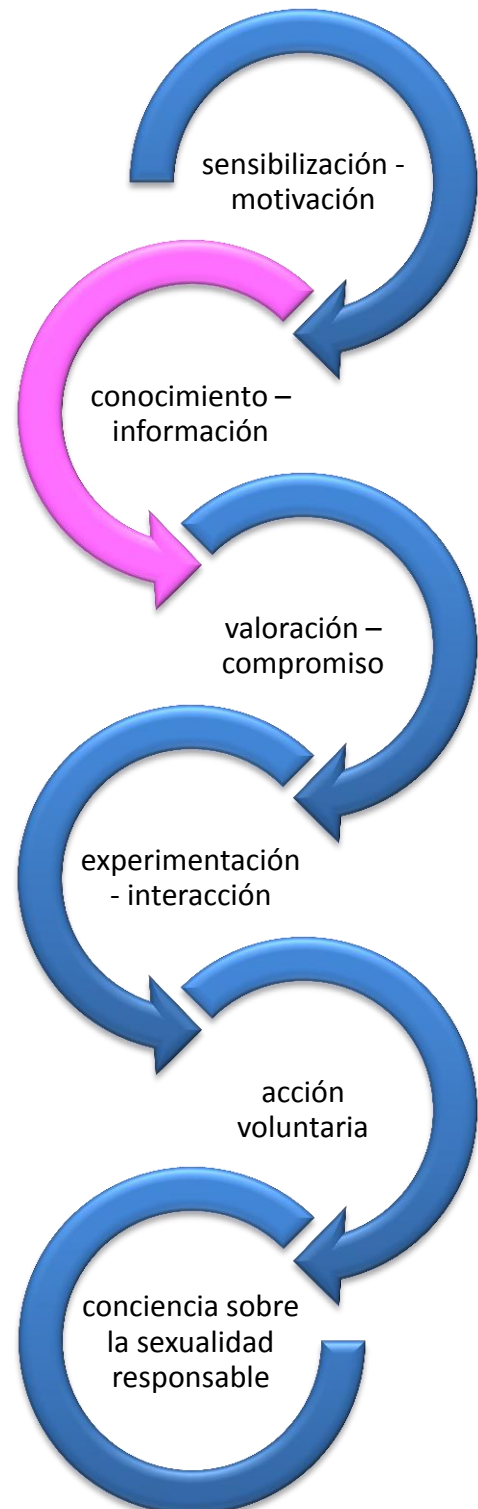 sensibilización -
motivación
conocimiento –
información
valoración –
compromiso
experimentación
- interacción
acción
voluntaria
conciencia sobre
la sexualidad
responsable